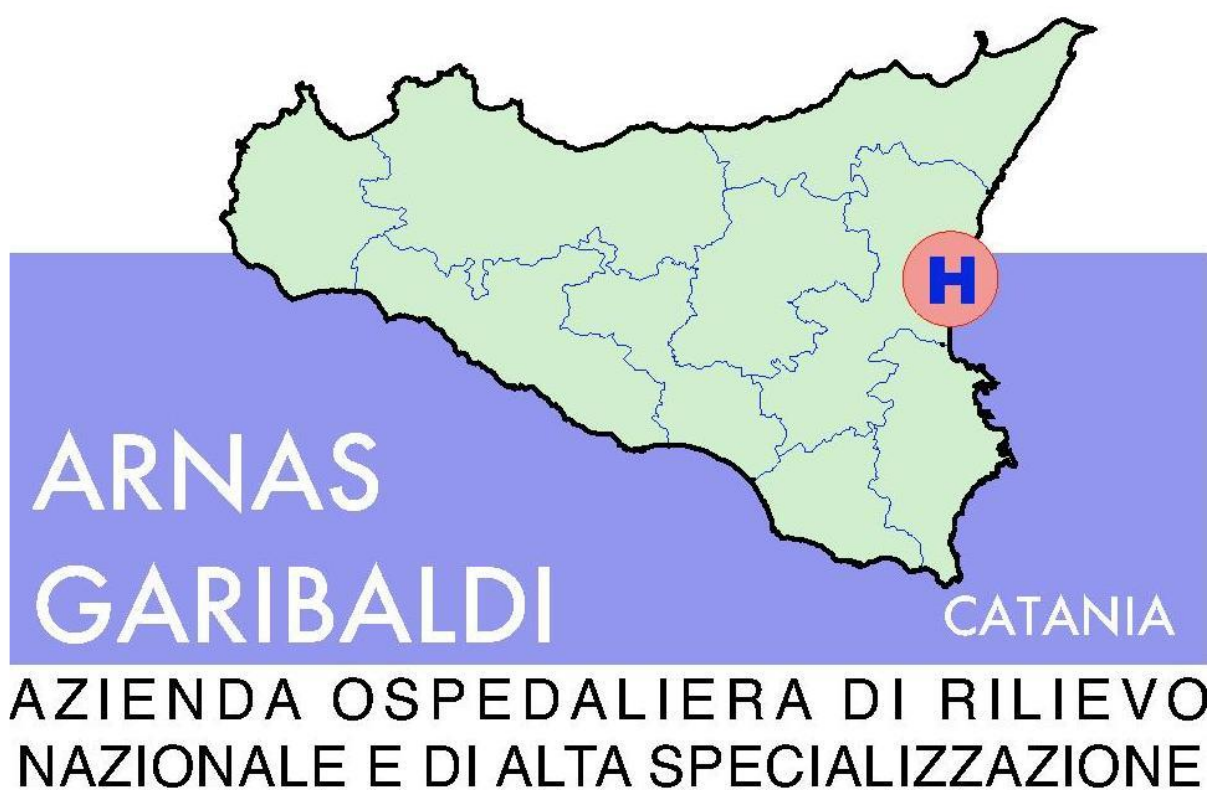 H
ARNAS
GARIBALDI
CATANIA
AZIENDA OSPEDALIERA DI RILIEVO
NAZIONALE E DI ALTA SPECIALIZZAZIONE